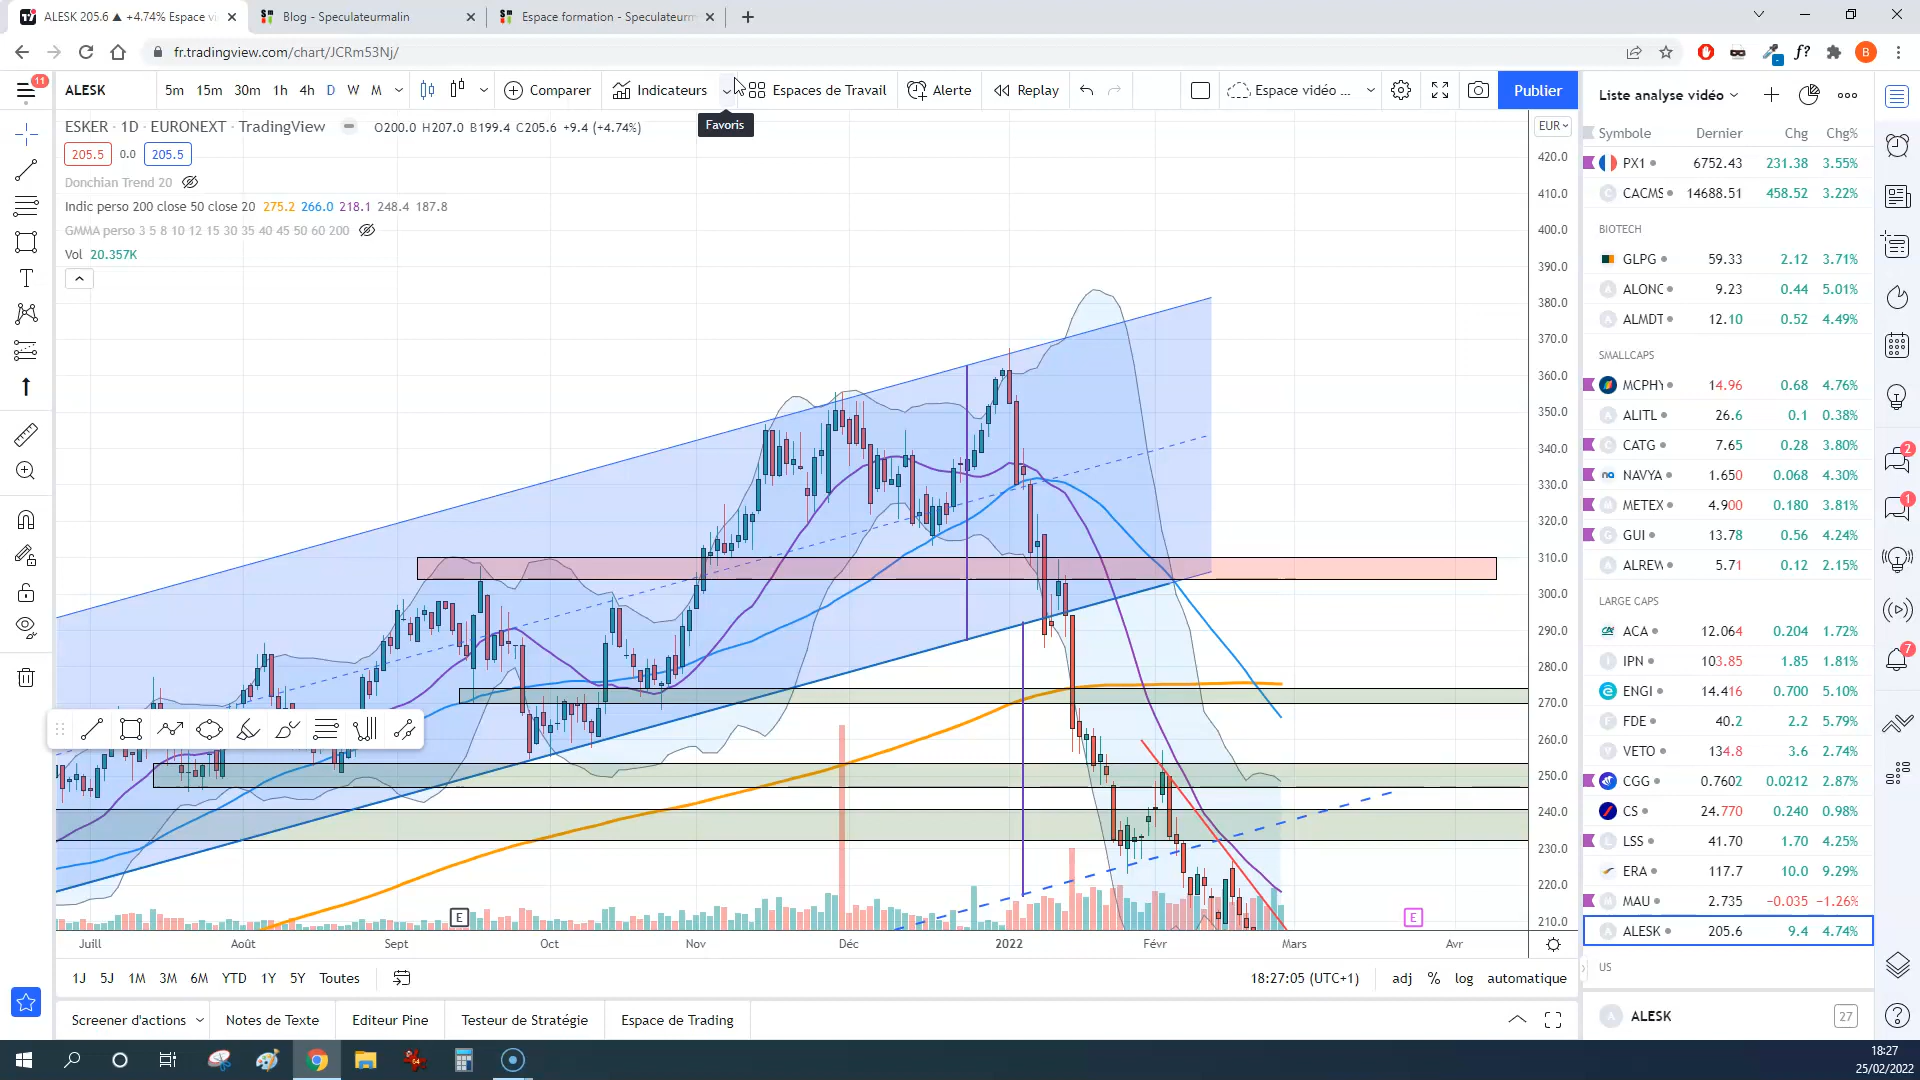 ALESK 205.6 ▲ +4.74% Espace vi
Blog - Speculateurmalin
Espace formation - Speculateurm
fr.tradingview.com/chart/JCRm53Nj/
B
11
ALESK
5m 15m 30m 1h 4h D W M
Comparer
Indicateurs
Espaces de Travail
Alerte
Replay
Espace vidéo ...
Publier
Favoris
ESKER · 1D · EURONEXT · TradingView
O200.0 H207.0 B199.4 C205.6 +9.4 (+4.74%)
205.5 0.0 205.5
Donchian Trend 20
Indic perso 200 close 50 close 20 275.2 266.0 218.1 248.4 187.8
GMMA perso 3 5 8 10 12 15 30 35 40 45 50 60 200
Vol 20.357K
EUR
420.0
410.0
400.0
390.0
380.0
370.0
360.0
350.0
340.0
330.0
320.0
310.0
300.0
290.0
280.0
270.0
260.0
250.0
240.0
230.0
220.0
210.0
E
E
Juill Août Sept Oct Nov Déc 2022 Févr Mars Avr
1J 5J 1M 3M 6M YTD 1Y 5Y Toutes
18:27:05 (UTC+1) adj % log automatique
Screener d'actions
Notes de Texte
Editeur Pine
Testeur de Stratégie
Espace de Trading
Liste analyse vidéo
Symbole Dernier Chg Chg%
PX1 6752.43 231.38 3.55%
CACMS 14688.51 458.52 3.22%
BIOTECH
GLPG 59.33 2.12 3.71%
ALONC 9.23 0.44 5.01%
ALMDT 12.10 0.52 4.49%
SMALLCAPS
MCPHY 14.96 0.68 4.76%
ALITL 26.6 0.1 0.38%
CATG 7.65 0.28 3.80%
NAVYA 1.650 0.068 4.30%
METEX 4.900 0.180 3.81%
GUI 13.78 0.56 4.24%
ALREW 5.71 0.12 2.15%
LARGE CAPS
ACA 12.064 0.204 1.72%
IPN 103.85 1.85 1.81%
ENGI 14.416 0.700 5.10%
FDE 40.2 2.2 5.79%
VETO 134.8 3.6 2.74%
CGG 0.7602 0.0212 2.87%
CS 24.770 0.240 0.98%
LSS 41.70 1.70 4.25%
ERA 117.7 10.0 9.29%
MAU 2.735 −0.035 −1.26%
ALESK 205.6 9.4 4.74%
US
ALESK
27
2
1
7
18:27
25/02/2022